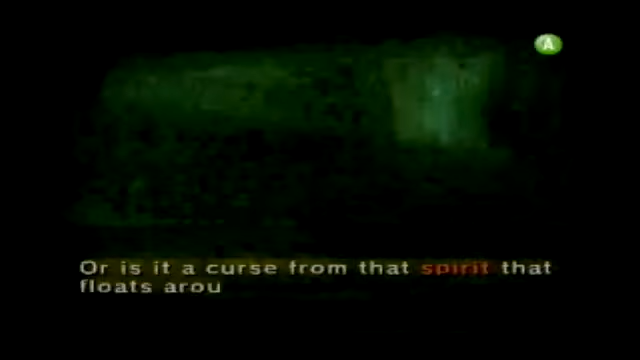 A
Or is it a curse from that spirit that
floats arou